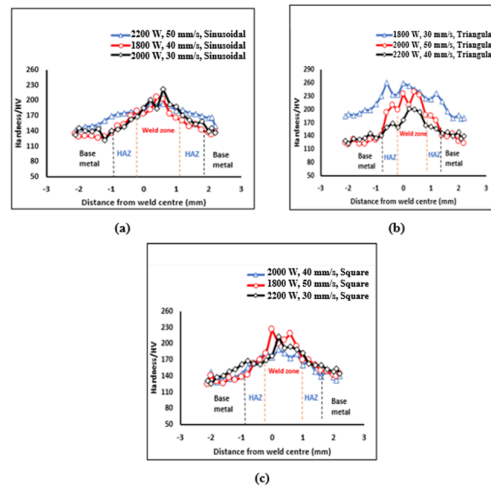 2200 W, 50 mm/s, Sinusoidal
1800 W, 40 mm/s, Sinusoidal
2000 W, 30 mm/s, Sinusoidal
Hardness/HV
260
230
200
170
140
110
80
50
Base metal
HAZ
Weld zone
HAZ
Base metal
-3 -2 -1 0 1 2 3
Distance from weld centre (mm)
(a)
1800 W, 30 mm/s, Triangula
2000 W, 50 mm/s, Triangula
2200 W, 40 mm/s, Triangula
Hardness/HV
290
260
230
200
170
140
110
80
50
Base metal
HAZ
Weld zone
HAZ
Base metal
-3 -2 -1 0 1 2 3
Distance from weld centre (mm)
(b)
2000 W, 40 mm/s, Square
1800 W, 50 mm/s, Square
2200 W, 30 mm/s, Square
Hardness/HV
260
230
200
170
140
110
80
50
Base metal
HAZ
Weld zone
HAZ
Base metal
-3 -2 -1 0 1 2 3
Distance from weld centre (mm)
(c)